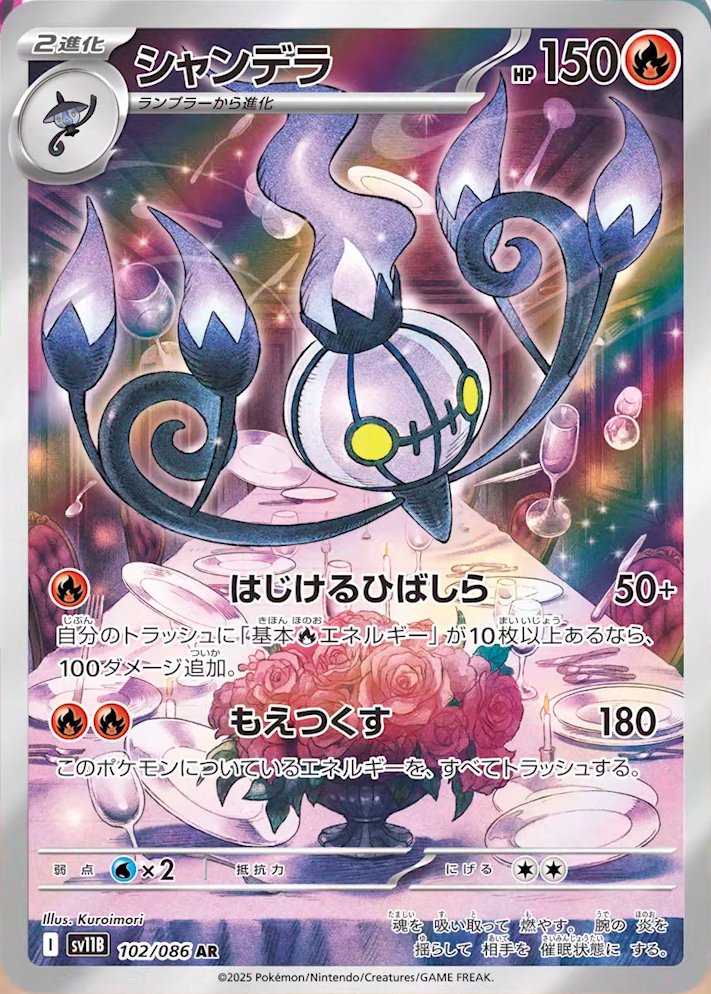 2進化
シャンデラ
HP 150
ランプラーから進化
はじけるひばしら 50+
自分のトラッシュに「基本エネルギー」が10枚以上あるなら、
100ダメージ追加。
もえつくす 180
このポケモンについているエネルギーを、すべてトラッシュする。
弱点 ×2 抵抗力 にげる
Illus. Kuroimori
I sv11B 102/086 AR
魂を 吸い取って 燃やす。腕の 炎を
揺らして 相手を 催眠状態に する。
©2025 Pokémon/Nintendo/Creatures/GAME FREAK.